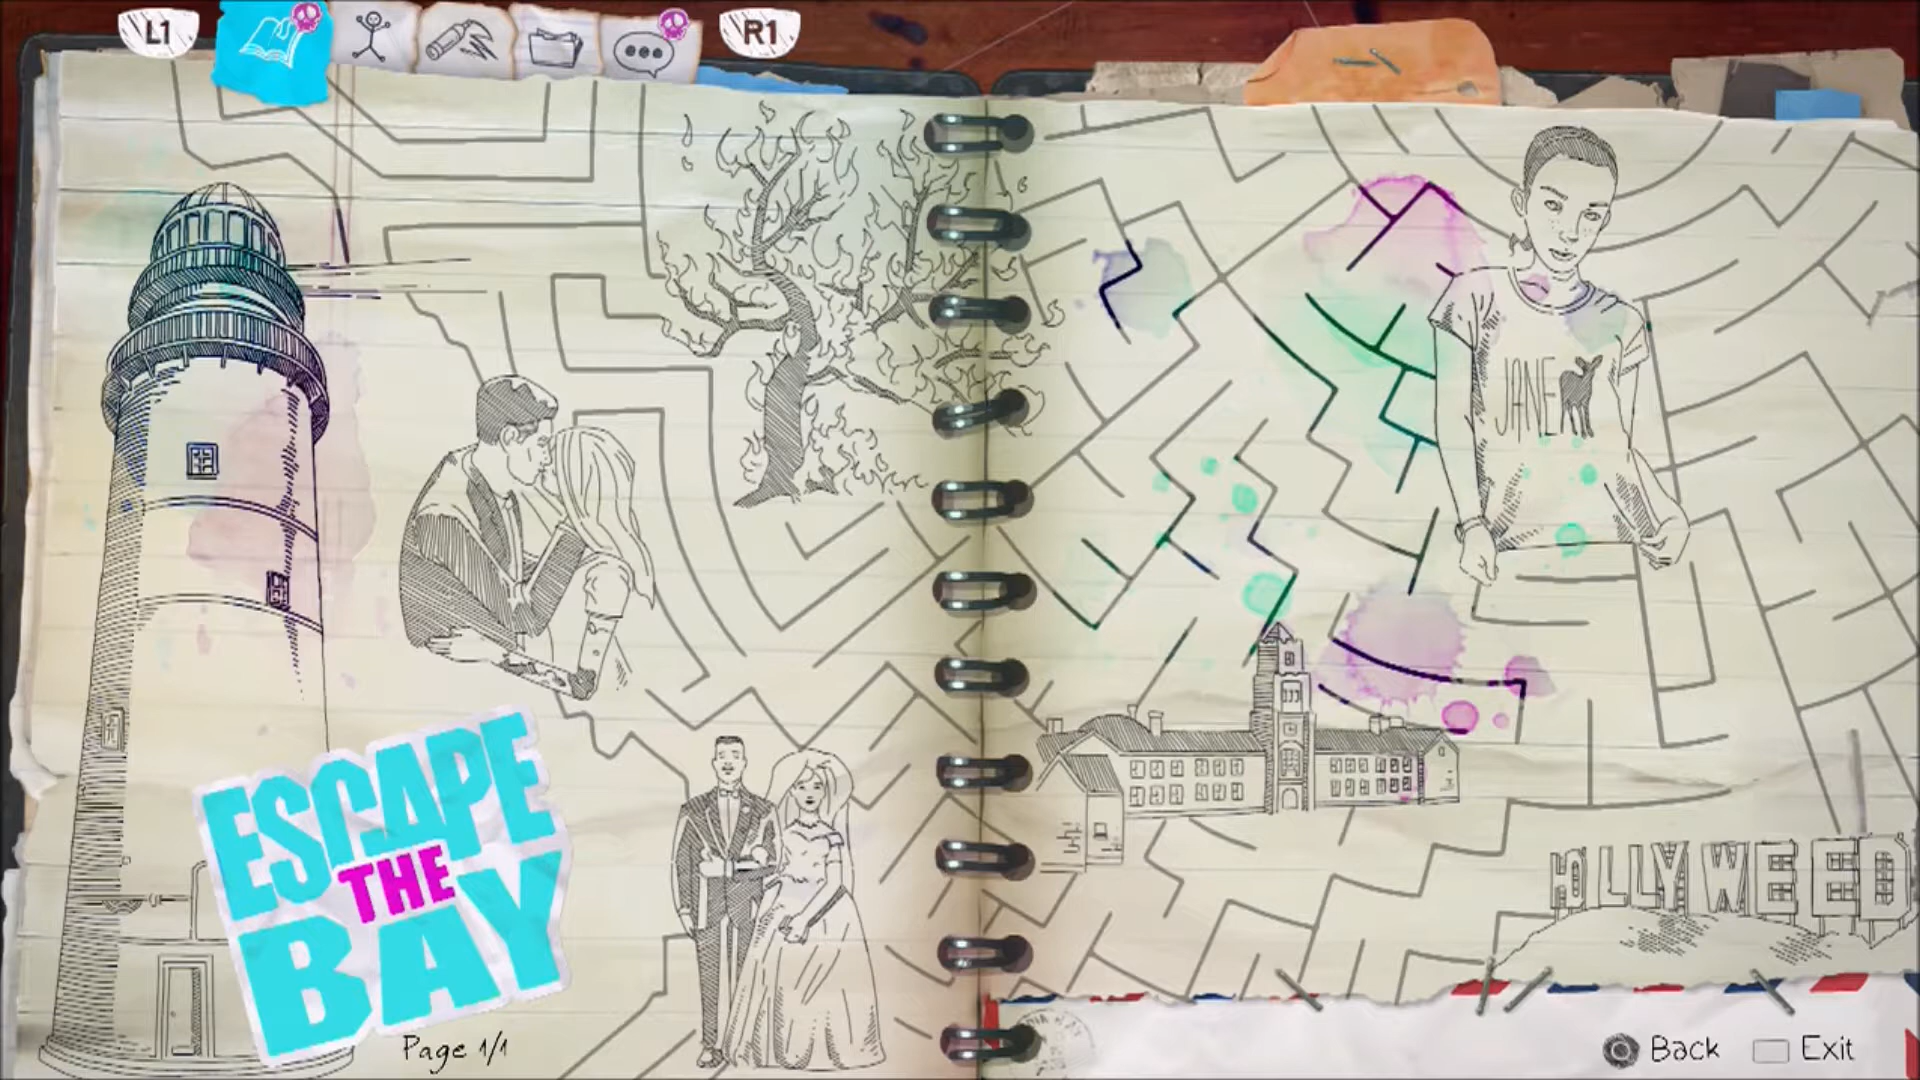 L1
R1
JANE
ESCAPE
THE
BAY
HOLLYWEED
Page 1/1
Back
Exit